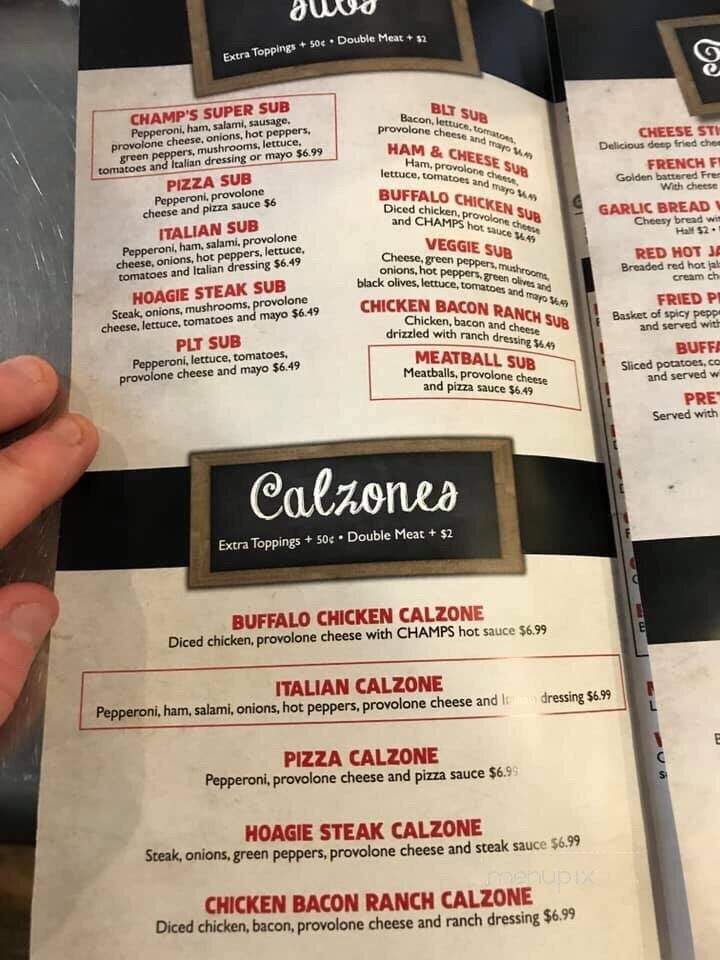 Subs
Extra Toppings + 50¢ • Double Meat + $2
CHAMP'S SUPER SUB
Pepperoni, ham, salami, sausage,
provolone cheese, onions, hot peppers,
green peppers, mushrooms, lettuce,
tomatoes and Italian dressing or mayo $6.99
PIZZA SUB
Pepperoni, provolone
cheese and pizza sauce $6
ITALIAN SUB
Pepperoni, ham, salami, provolone
cheese, onions, hot peppers, lettuce,
tomatoes and Italian dressing $6.49
HOAGIE STEAK SUB
Steak, onions, mushrooms, provolone
cheese, lettuce, tomatoes and mayo $6.49
PLT SUB
Pepperoni, lettuce, tomatoes,
provolone cheese and mayo $6.49
BLT SUB
Bacon, lettuce, tomatoes,
provolone cheese and mayo $6.49
HAM & CHEESE SUB
Ham, provolone cheese,
lettuce, tomatoes and mayo $6.49
BUFFALO CHICKEN SUB
Diced chicken, provolone cheese
and CHAMPS hot sauce $6.49
VEGGIE SUB
Cheese, green peppers, mushrooms,
onions, hot peppers, green olives and
black olives, lettuce, tomatoes and mayo $6.49
CHICKEN BACON RANCH SUB
Chicken, bacon and cheese
drizzled with ranch dressing $6.49
MEATBALL SUB
Meatballs, provolone cheese
and pizza sauce $6.49
Calzones
Extra Toppings + 50¢ • Double Meat + $2
BUFFALO CHICKEN CALZONE
Diced chicken, provolone cheese with CHAMPS hot sauce $6.99
ITALIAN CALZONE
Pepperoni, ham, salami, onions, hot peppers, provolone cheese and dressing $6.99
PIZZA CALZONE
Pepperoni, provolone cheese and pizza sauce $6.99
HOAGIE STEAK CALZONE
Steak, onions, green peppers, provolone cheese and steak sauce $6.99
CHICKEN BACON RANCH CALZONE
Diced chicken, bacon, provolone cheese and ranch dressing $6.99
menupix
CHEESE STI
Delicious deep fried chee
FRENCH F
Golden battered Fren
With cheese
GARLIC BREAD
Cheesy bread wi
Half $2 •
RED HOT JA
Breaded red hot jal
cream ch
FRIED P
Basket of spicy pepp
and served with
BUFFA
Sliced potatoes, co
and served w
PRE
Served with